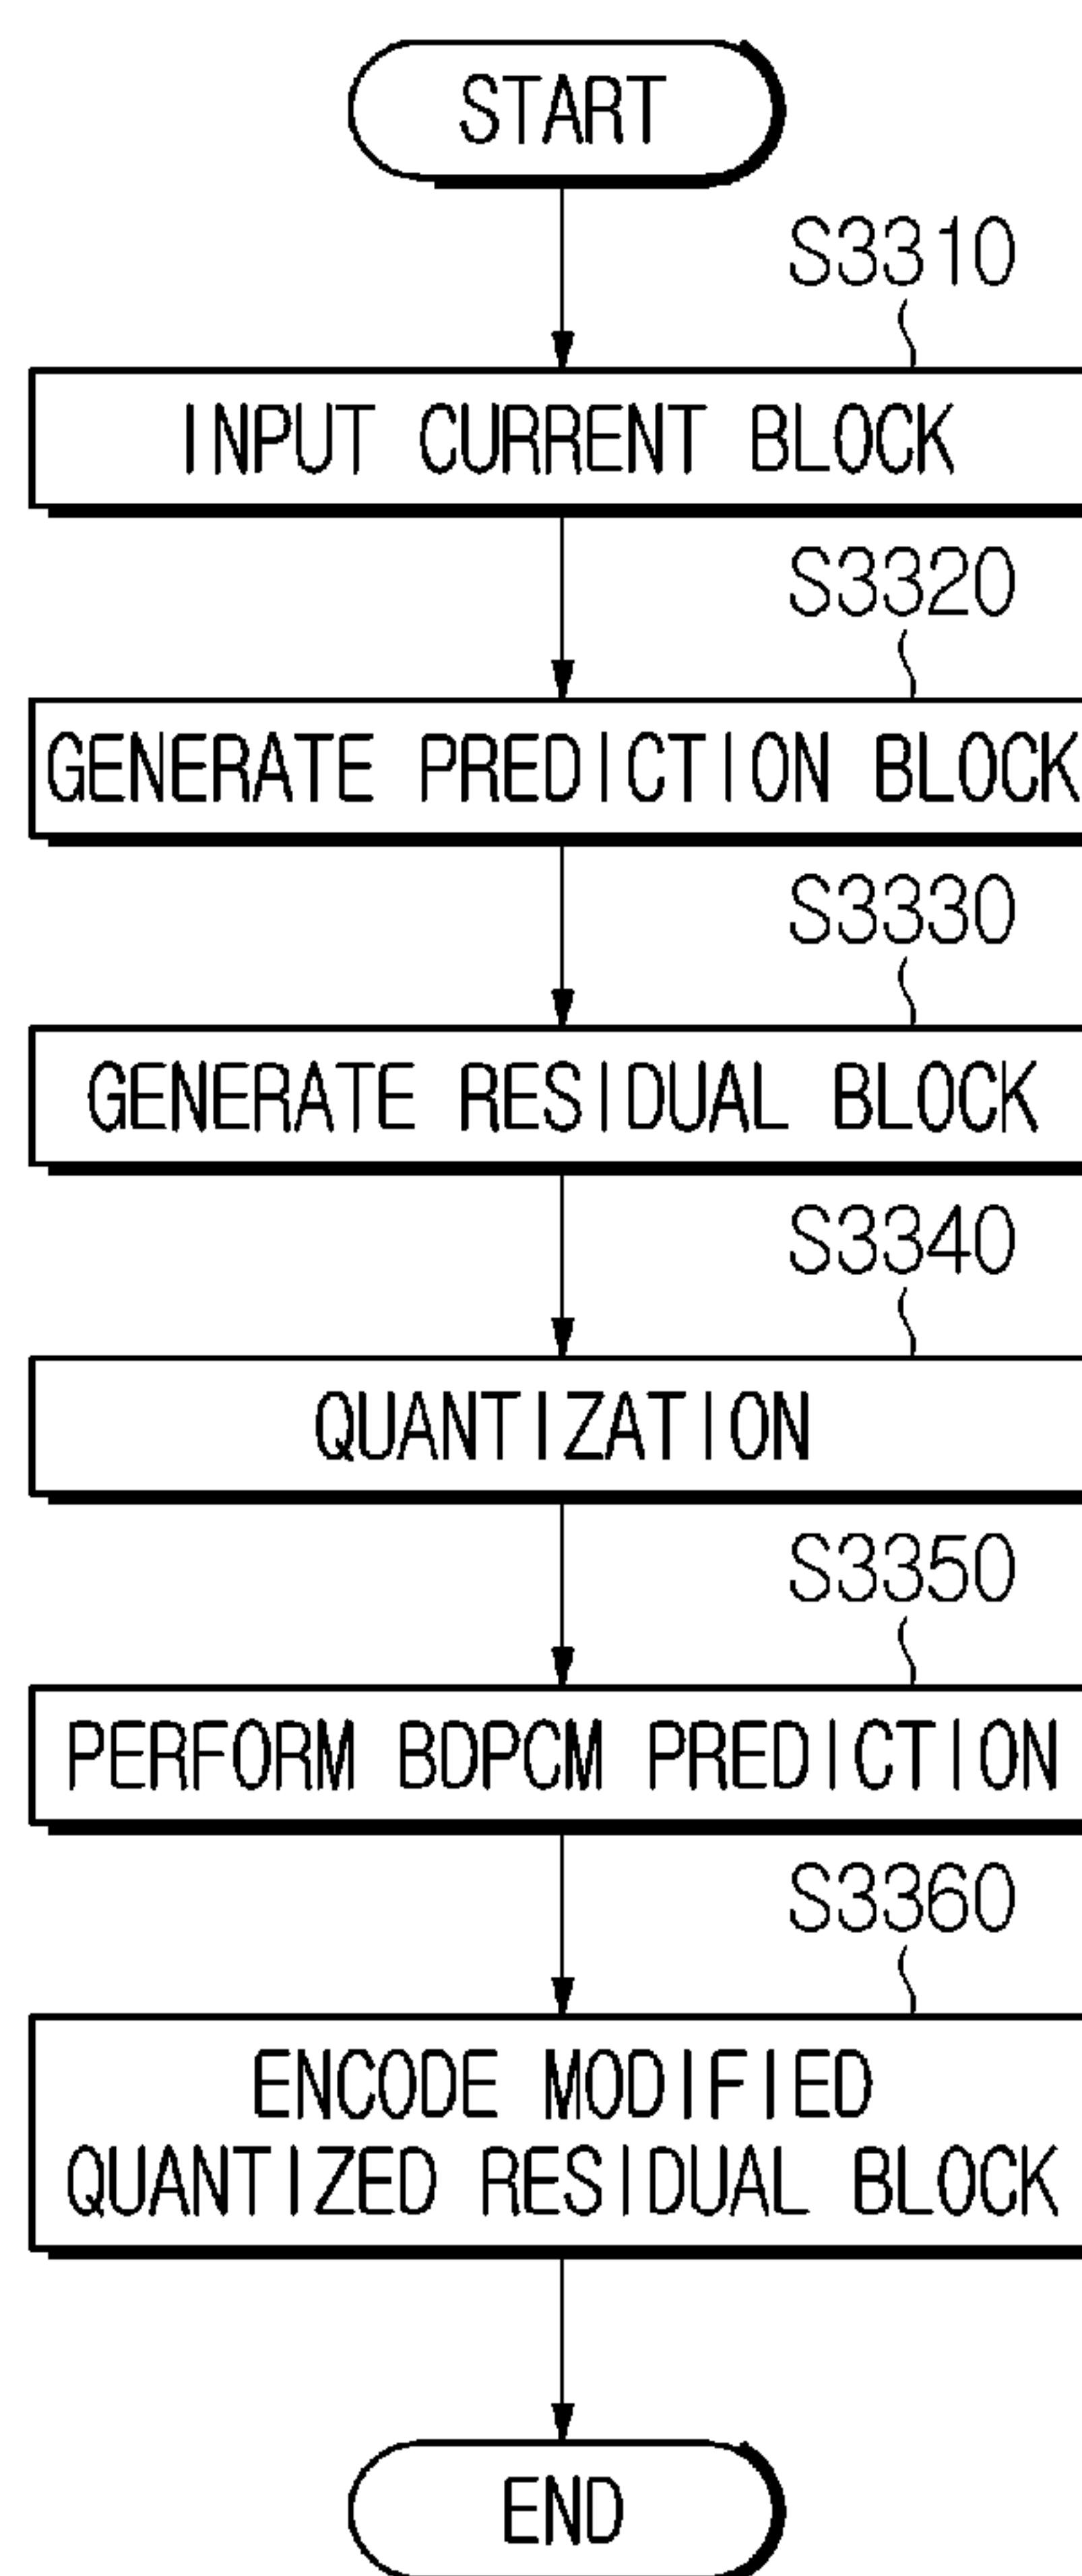 START
S3310
INPUT CURRENT BLOCK
S3320
GENERATE PREDICTION BLOCK
S3330
GENERATE RESIDUAL BLOCK
S3340
QUANTIZATION
S3350
PERFORM BDPCM PREDICTION
S3360
ENCODE MODIFIED
QUANTIZED RESIDUAL BLOCK
END